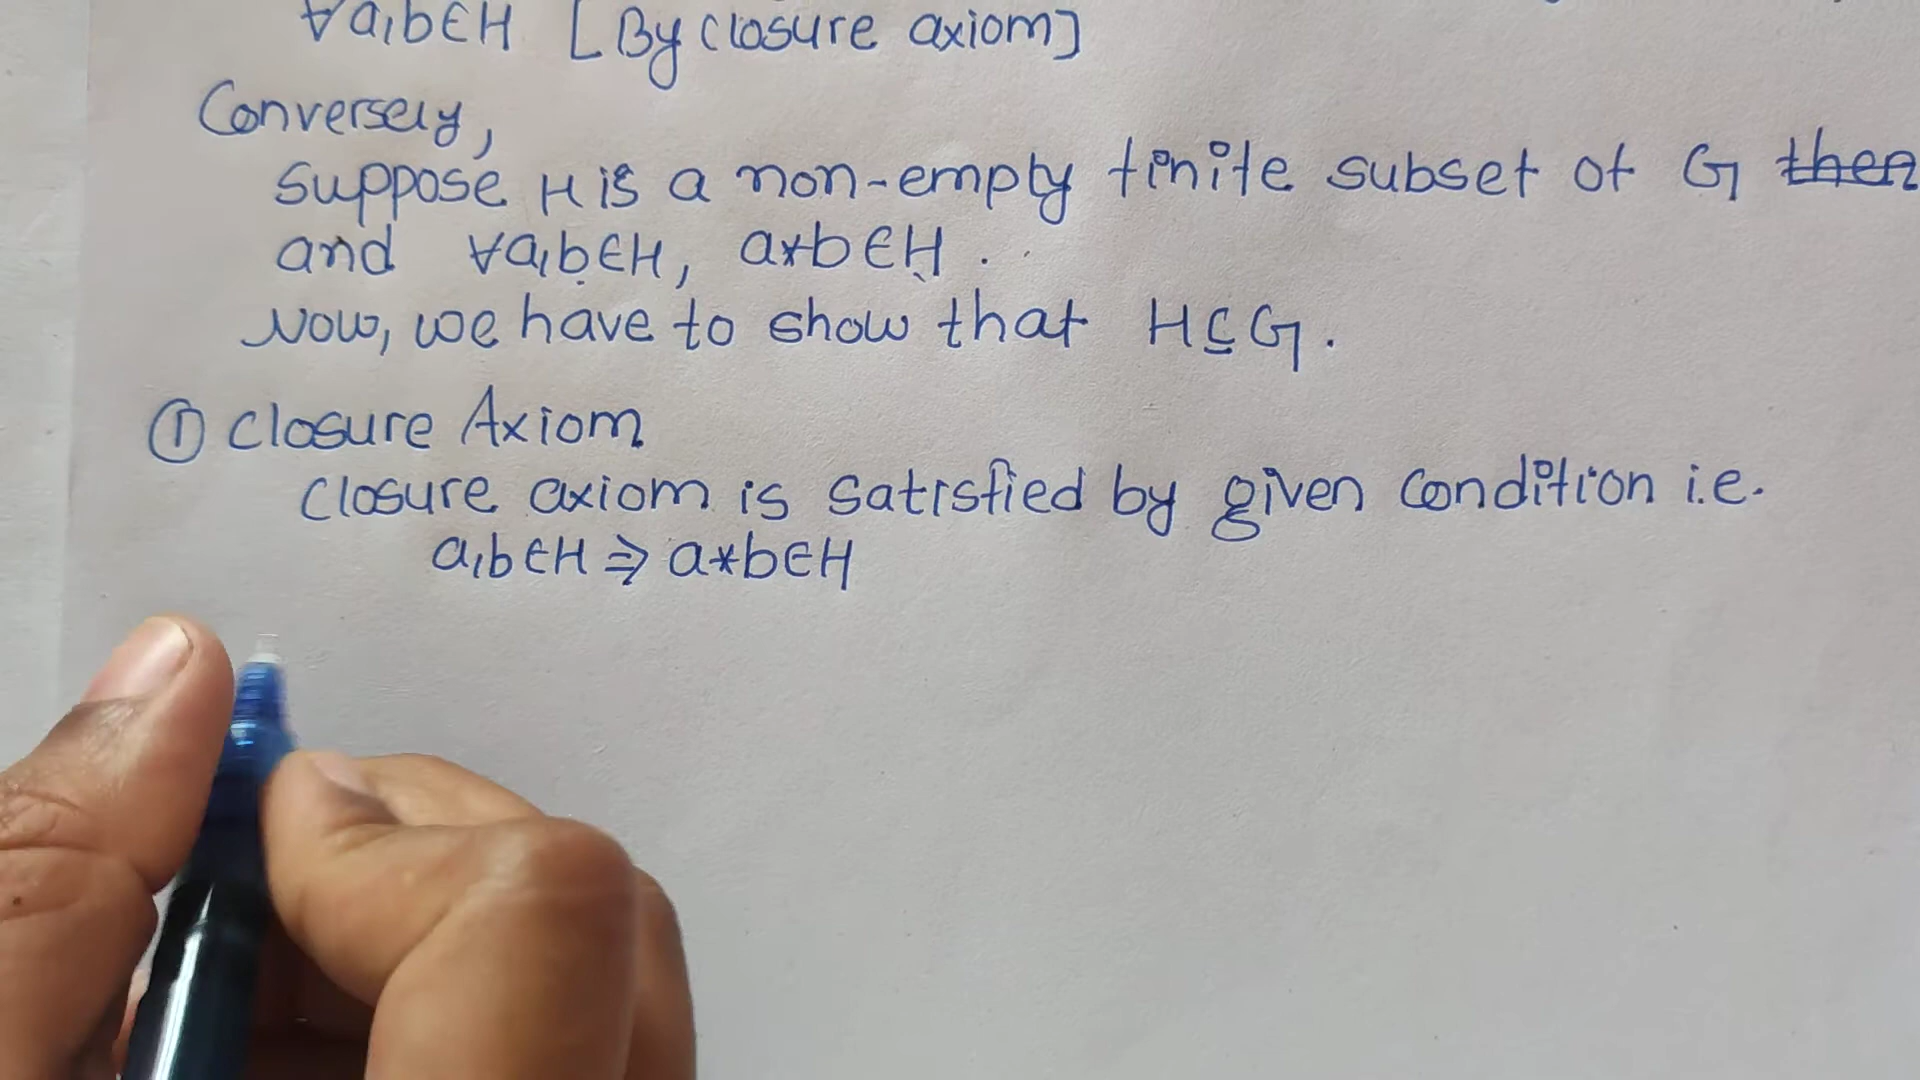 ∀a,b∈H [By closure axiom]
Conversely,
suppose H is a non-empty finite subset of G then
and ∀a,b∈H, a*b∈H.
Now, we have to show that H⊆G.
① Closure Axiom
Closure axiom is satisfied by given condition i.e.
a,b∈H ⇒ a*b∈H